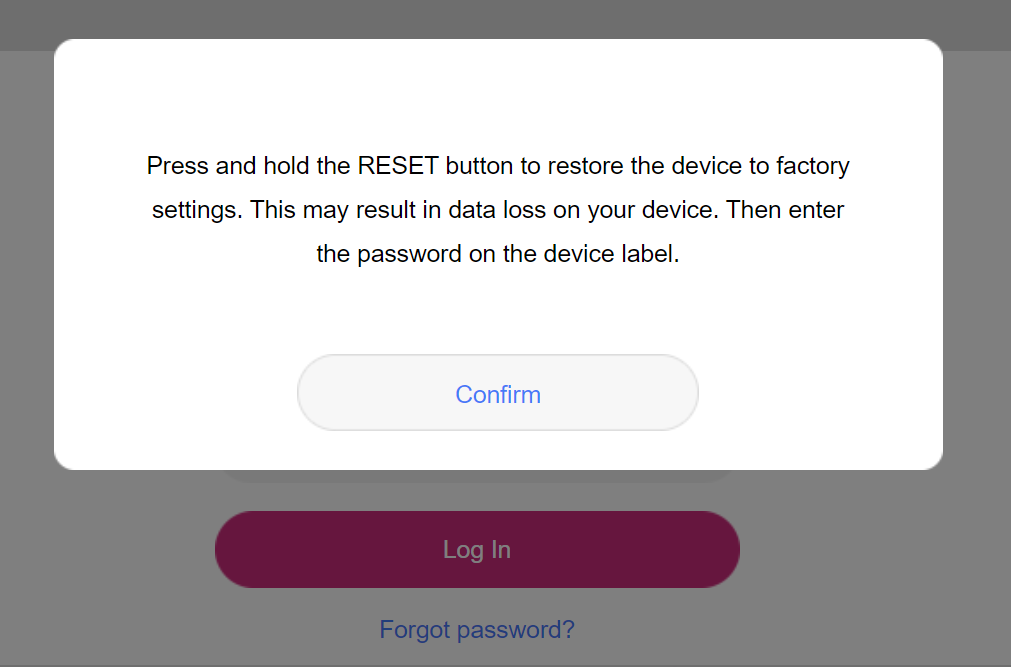 Press and hold the RESET button to restore the device to factory
settings. This may result in data loss on your device. Then enter
the password on the device label.
Confirm
Log In
Forgot password?